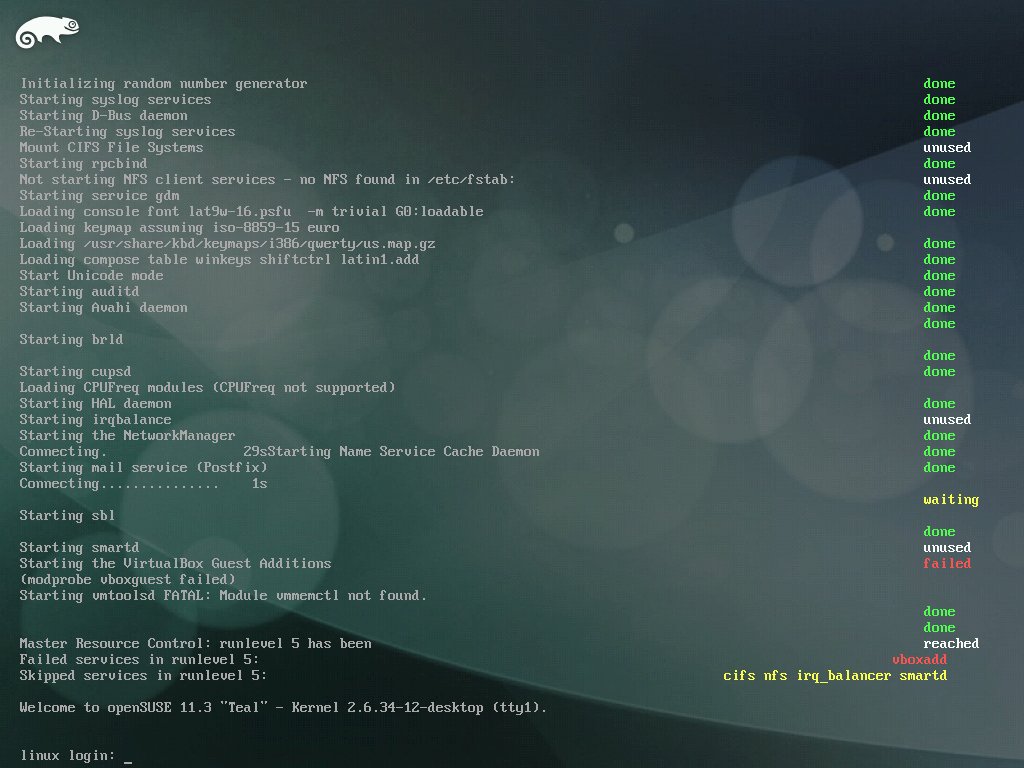 Initializing random number generator done
Starting syslog services done
Starting D-Bus daemon done
Re-Starting syslog services done
Mount CIFS File Systems unused
Starting rpcbind done
Not starting NFS client services - no NFS found in /etc/fstab: unused
Starting service gdm done
Loading console font lat9w-16.psfu  -m trivial G0:loadable done
Loading keymap assuming iso-8859-15 euro
Loading /usr/share/kbd/keymaps/i386/qwerty/us.map.gz done
Loading compose table winkeys shiftctrl latin1.add done
Start Unicode mode done
Starting auditd done
Starting Avahi daemon done
done
Starting brld
done
Starting cupsd done
Loading CPUFreq modules (CPUFreq not supported)
Starting HAL daemon done
Starting irqbalance unused
Starting the NetworkManager done
Connecting. 29sStarting Name Service Cache Daemon done
Starting mail service (Postfix) done
Connecting............... 1s
waiting
Starting sbl
done
Starting smartd unused
Starting the VirtualBox Guest Additions failed
(modprobe vboxguest failed)
Starting vmtoolsd FATAL: Module vmmemctl not found.
done
done
Master Resource Control: runlevel 5 has been reached
Failed services in runlevel 5: vboxadd
Skipped services in runlevel 5: cifs nfs irq_balancer smartd
Welcome to openSUSE 11.3 "Teal" - Kernel 2.6.34-12-desktop (tty1).
linux login: _